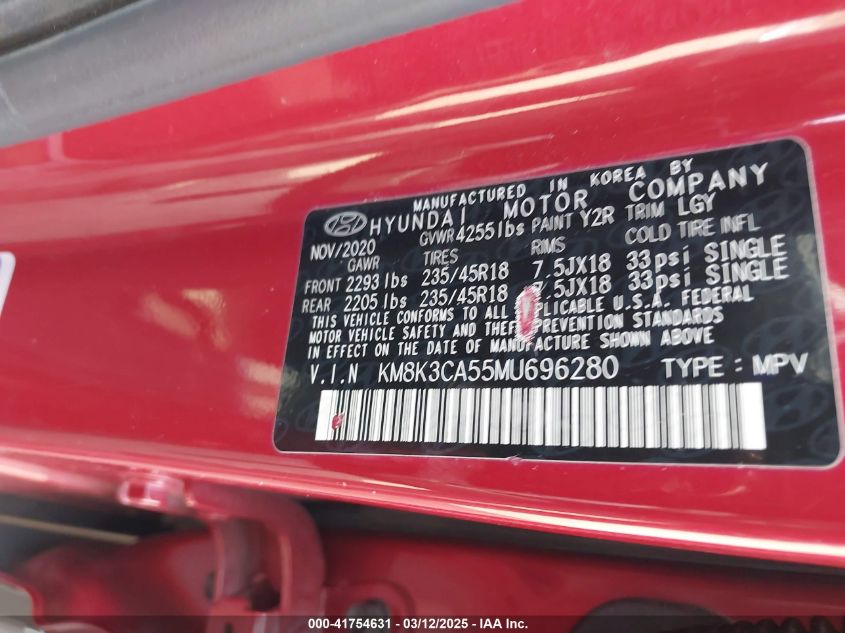 MANUFACTURED IN KOREA BY
HYUNDAI MOTOR COMPANY
NOV/2020 GVWR 4255lbs PAINT Y2R TRIM LGY
GAWR TIRES RIMS COLD TIRE INFL
FRONT 2293 lbs 235/45R18 7.5JX18 33psi SINGLE
REAR 2205 lbs 235/45R18 7.5JX18 33psi SINGLE
THIS VEHICLE CONFORMS TO ALL APPLICABLE U.S.A. FEDERAL
MOTOR VEHICLE SAFETY AND THEFT PREVENTION STANDARDS
IN EFFECT ON THE DATE OF MANUFACTURE SHOWN ABOVE
V.I.N KM8K3CA55MU696280 TYPE : MPV
000-41754631 - 03/12/2025 - IAA Inc.